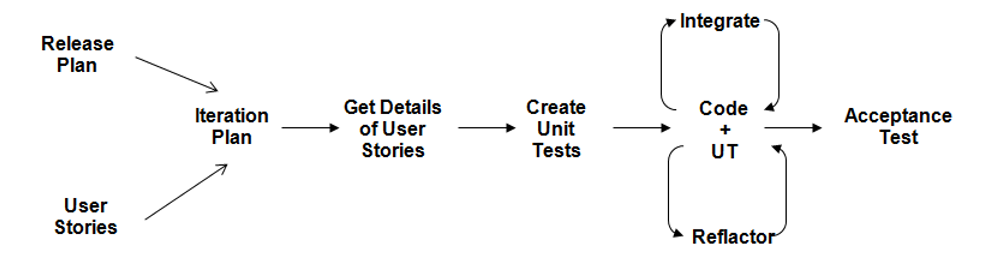 Release
Plan
User
Stories
Iteration
Plan
Get Details
of User
Stories
Create
Unit
Tests
Integrate
Code
+
UT
Reflactor
Acceptance
Test